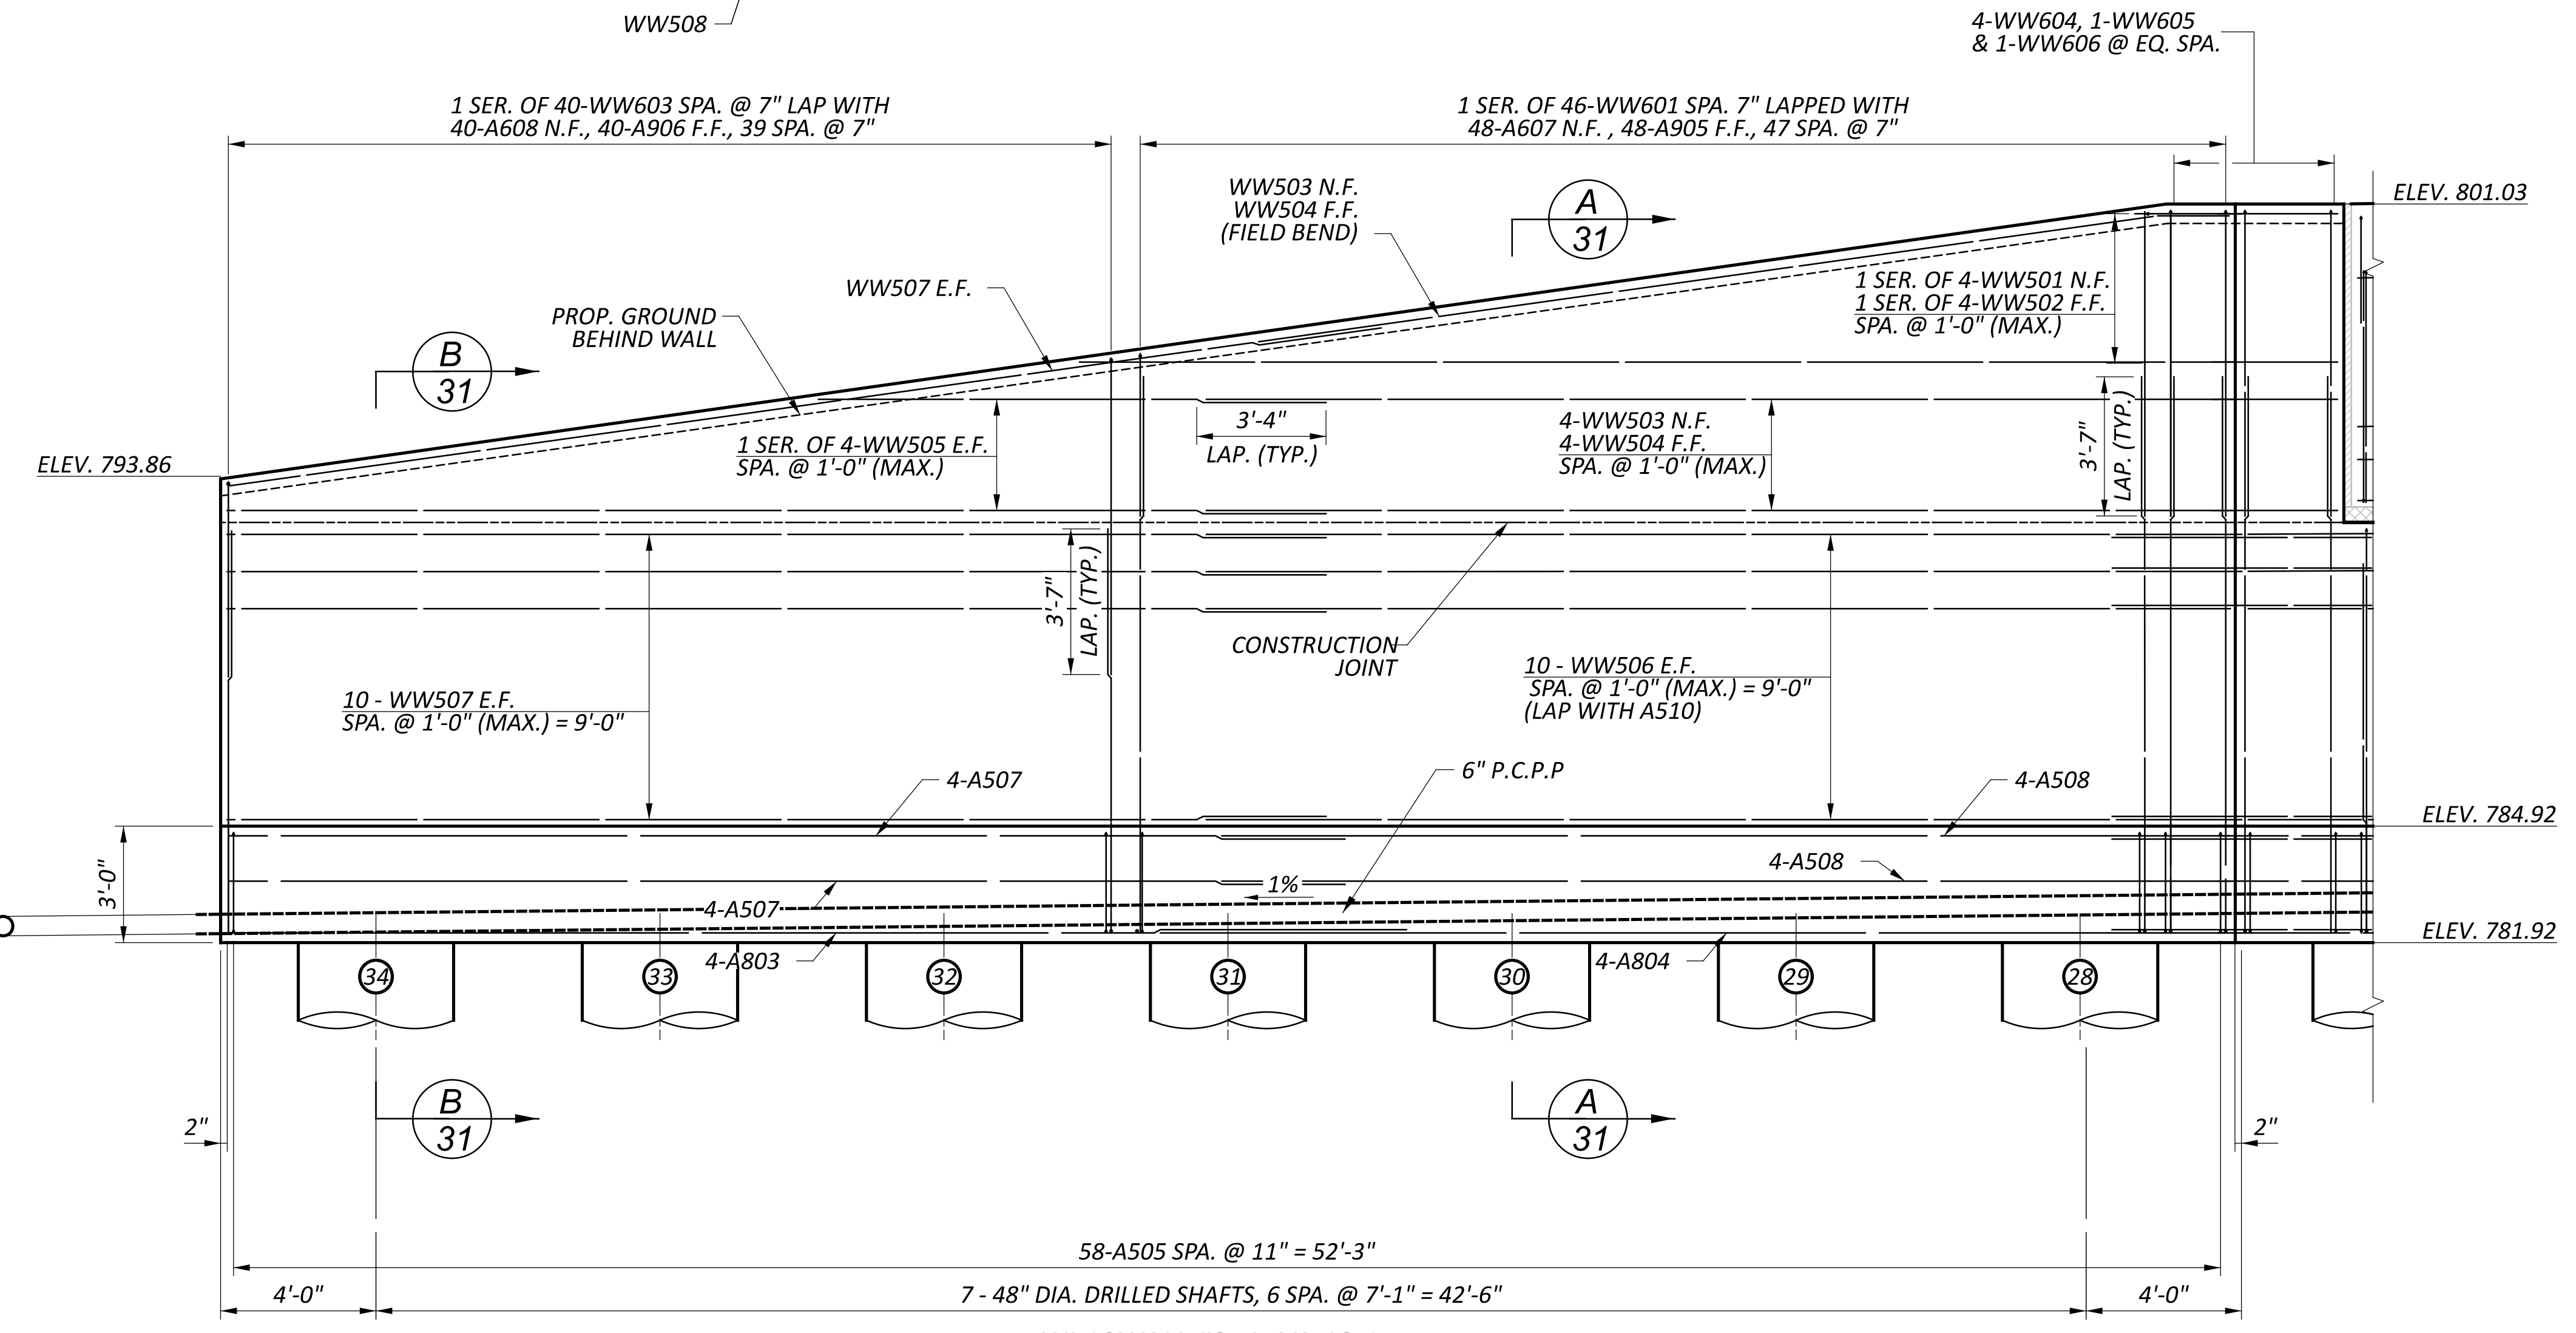 WW508
4-WW604, 1-WW605
& 1-WW606 @ EQ. SPA.
1 SER. OF 40-WW603 SPA. @ 7" LAP WITH
40-A608 N.F., 40-A906 F.F., 39 SPA. @ 7"
1 SER. OF 46-WW601 SPA. 7" LAPPED WITH
48-A607 N.F. , 48-A905 F.F., 47 SPA. @ 7"
WW503 N.F.
WW504 F.F.
(FIELD BEND)
A
31
ELEV. 801.03
WW507 E.F.
PROP. GROUND
BEHIND WALL
1 SER. OF 4-WW501 N.F.
1 SER. OF 4-WW502 F.F.
SPA. @ 1'-0" (MAX.)
B
31
ELEV. 793.86
1 SER. OF 4-WW505 E.F.
SPA. @ 1'-0" (MAX.)
3'-4"
LAP. (TYP.)
4-WW503 N.F.
4-WW504 F.F.
SPA. @ 1'-0" (MAX.)
3'-7"
LAP. (TYP.)
3'-7"
LAP. (TYP.)
CONSTRUCTION
JOINT
10 - WW507 E.F.
SPA. @ 1'-0" (MAX.) = 9'-0"
10 - WW506 E.F.
SPA. @ 1'-0" (MAX.) = 9'-0"
(LAP WITH A510)
4-A507
6" P.C.P.P
4-A508
ELEV. 784.92
3'-0"
4-A508
1%
4-A507
ELEV. 781.92
4-A803
4-A804
34
33
32
31
30
29
28
B
31
A
31
2"
2"
58-A505 SPA. @ 11" = 52'-3"
4'-0"
7 - 48" DIA. DRILLED SHAFTS, 6 SPA. @ 7'-1" = 42'-6"
4'-0"